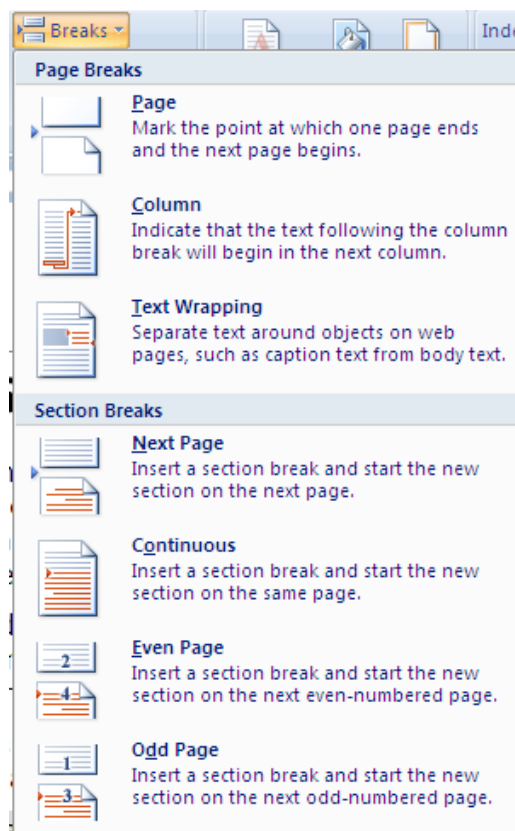 Breaks
Inde
Page Breaks
Page
Mark the point at which one page ends
and the next page begins.
Column
Indicate that the text following the column
break will begin in the next column.
Text Wrapping
Separate text around objects on web
pages, such as caption text from body text.
Section Breaks
Next Page
Insert a section break and start the new
section on the next page.
Continuous
Insert a section break and start the new
section on the same page.
Even Page
2
Insert a section break and start the new
4
section on the next even-numbered page.
Odd Page
1
Insert a section break and start the new
3
section on the next odd-numbered page.